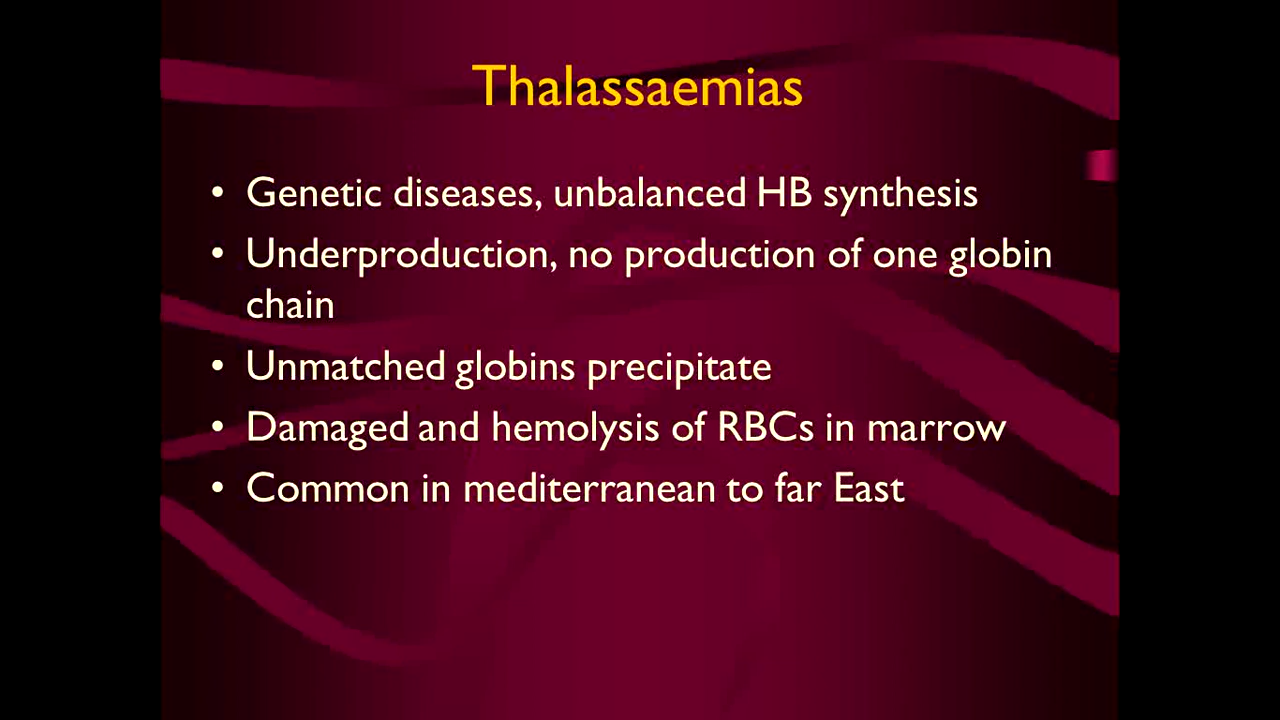 Thalassaemias
• Genetic diseases, unbalanced HB synthesis
• Underproduction, no production of one globin
chain
• Unmatched globins precipitate
• Damaged and hemolysis of RBCs in marrow
• Common in mediterranean to far East